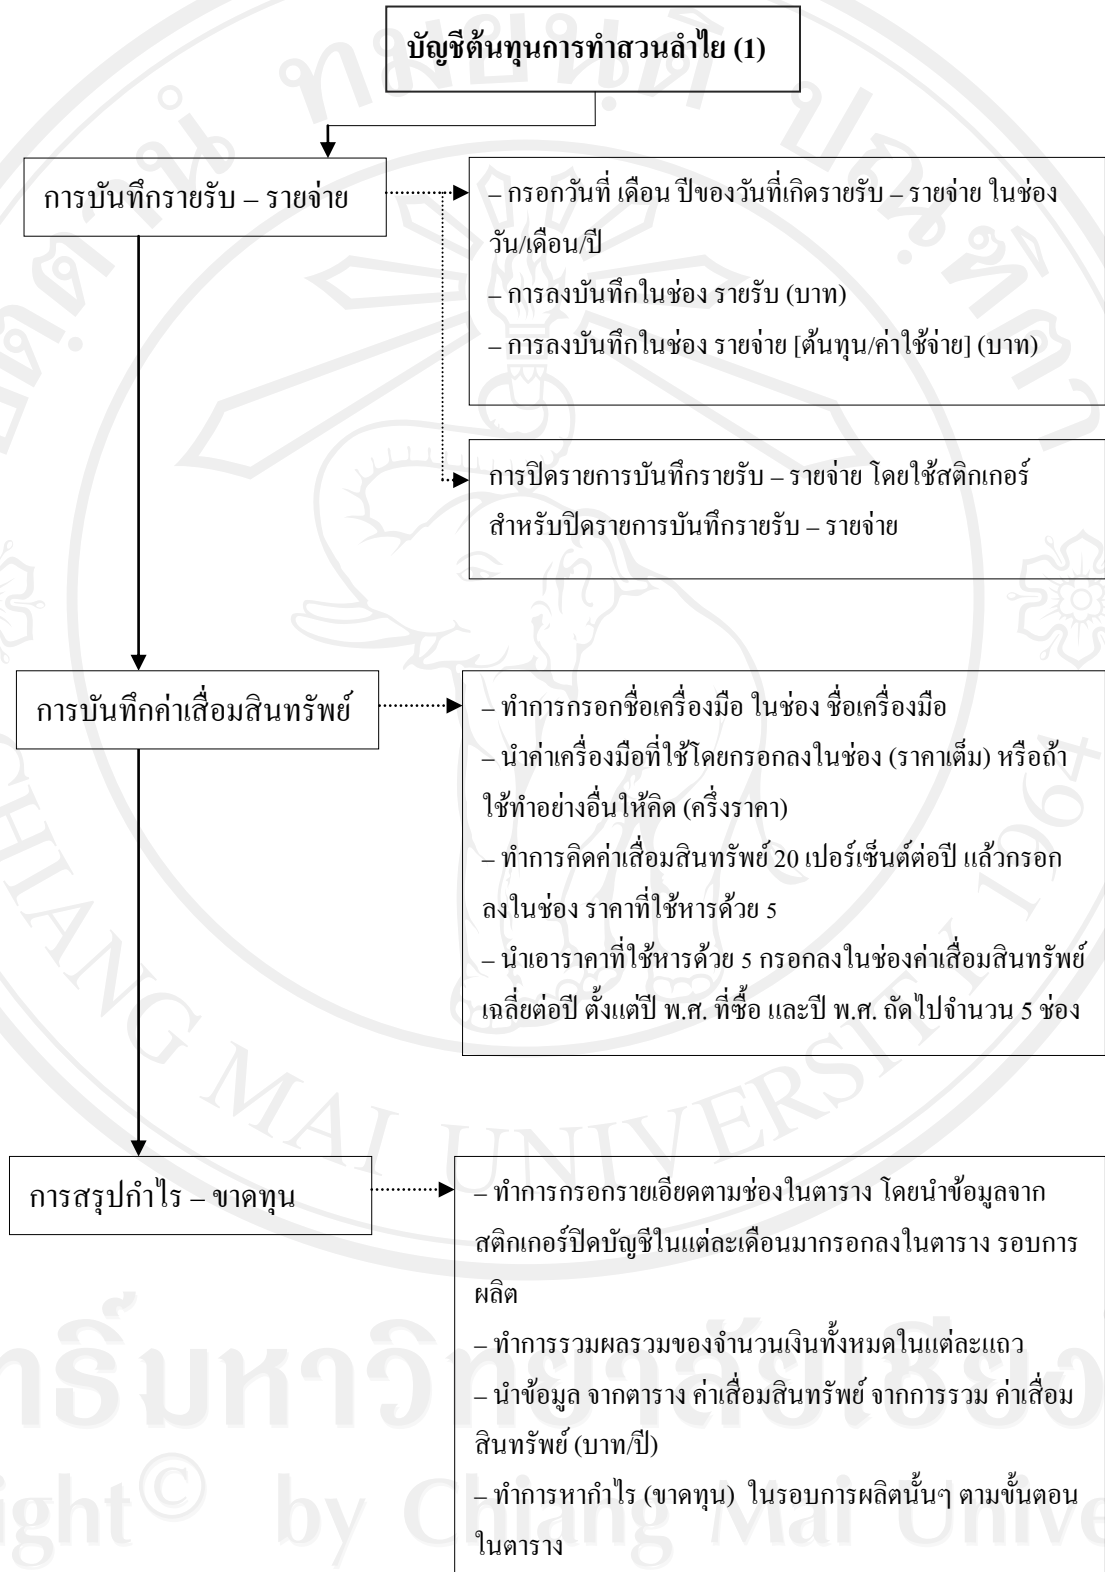 บัญชีต้นทุนการทำสวนลำไย (1)
การบันทึกรายรับ – รายจ่าย
– กรอกวันที่ เดือน ปีของวันที่เกิดรายรับ – รายจ่าย ในช่อง
วัน/เดือน/ปี
– การลงบันทึกในช่อง รายรับ (บาท)
– การลงบันทึกในช่อง รายจ่าย [ต้นทุน/ค่าใช้จ่าย] (บาท)
การปิดรายการบันทึกรายรับ – รายจ่าย โดยใช้สติกเกอร์
สำหรับปิดรายการบันทึกรายรับ – รายจ่าย
การบันทึกค่าเสื่อมสินทรัพย์
– ทำการกรอกชื่อเครื่องมือ ในช่อง ชื่อเครื่องมือ
– นำค่าเครื่องมือที่ใช้โดยกรอกลงในช่อง (ราคาเต็ม) หรือถ้า
ใช้ทำอย่างอื่นให้คิด (ครึ่งราคา)
– ทำการคิดค่าเสื่อมสินทรัพย์ 20 เปอร์เซ็นต์ต่อปี แล้วกรอก
ลงในช่อง ราคาที่ใช้หารด้วย 5
– นำเอาราคาที่ใช้หารด้วย 5 กรอกลงในช่องค่าเสื่อมสินทรัพย์
เฉลี่ยต่อปี ตั้งแต่ปี พ.ศ. ที่ซื้อ และปี พ.ศ. ถัดไปจำนวน 5 ช่อง
การสรุปกำไร – ขาดทุน
– ทำการกรอกรายเอียดตามช่องในตาราง โดยนำข้อมูลจาก
สติกเกอร์ปิดบัญชีในแต่ละเดือนมากรอกลงในตาราง รอบการ
ผลิต
– ทำการรวมผลรวมของจำนวนเงินทั้งหมดในแต่ละแถว
– นำข้อมูล จากตาราง ค่าเสื่อมสินทรัพย์ จากการรวม ค่าเสื่อม
สินทรัพย์ (บาท/ปี)
– ทำการหากำไร (ขาดทุน) ในรอบการผลิตนั้นๆ ตามขั้นตอน
ในตาราง
CHIANG MAI UNIVERSITY 1964
by Chiang Mai